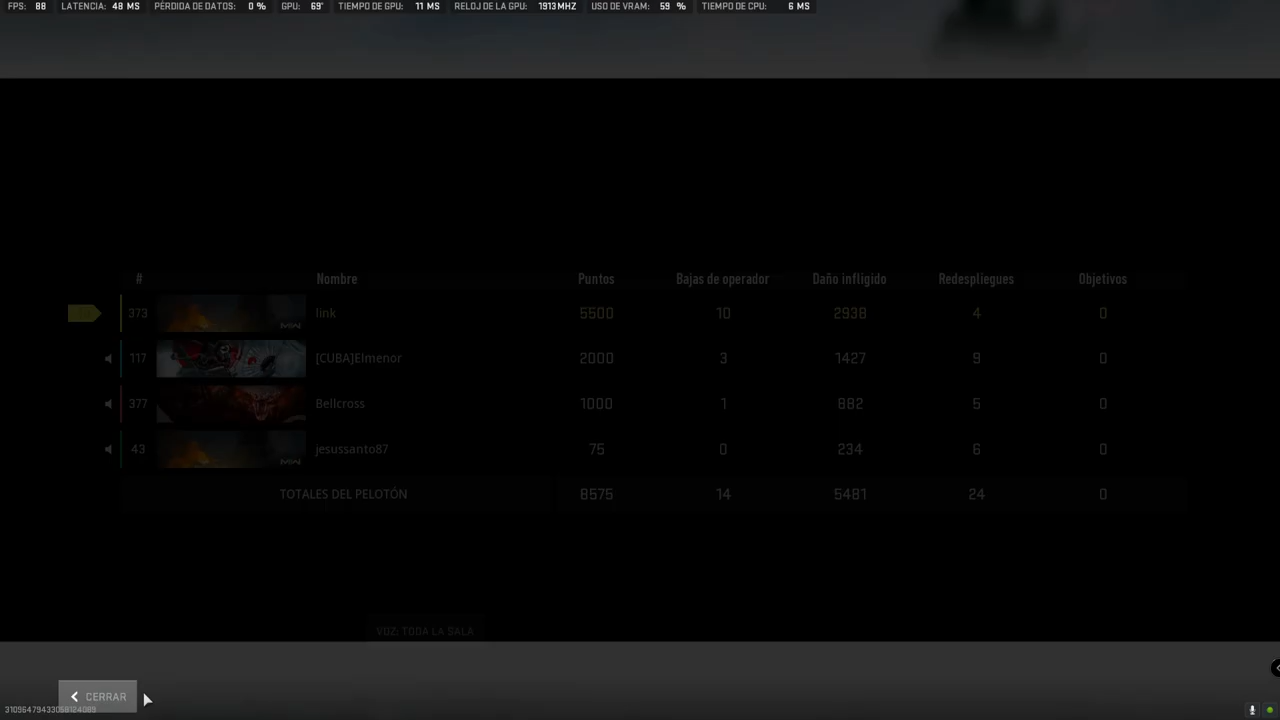 FPS: 88 LATENCIA: 48 MS PÉRDIDA DE DATOS: 0 % GPU: 69° TIEMPO DE GPU: 11 MS RELOJ DE LA GPU: 1913MHZ USO DE VRAM: 59 % TIEMPO DE CPU: 6 MS
# Nombre Puntos Bajas de operador Daño infligido Redespliegues Objetivos
373 link 5500 10 2938 4 0
117 [CUBA]Elmenor 2000 3 1427 9 0
377 Bellcross 1000 1 882 5 0
43 jesussanto87 75 0 234 6 0
TOTALES DEL PELOTÓN 8575 14 5481 24 0
VOZ: TODA LA SALA
CERRAR